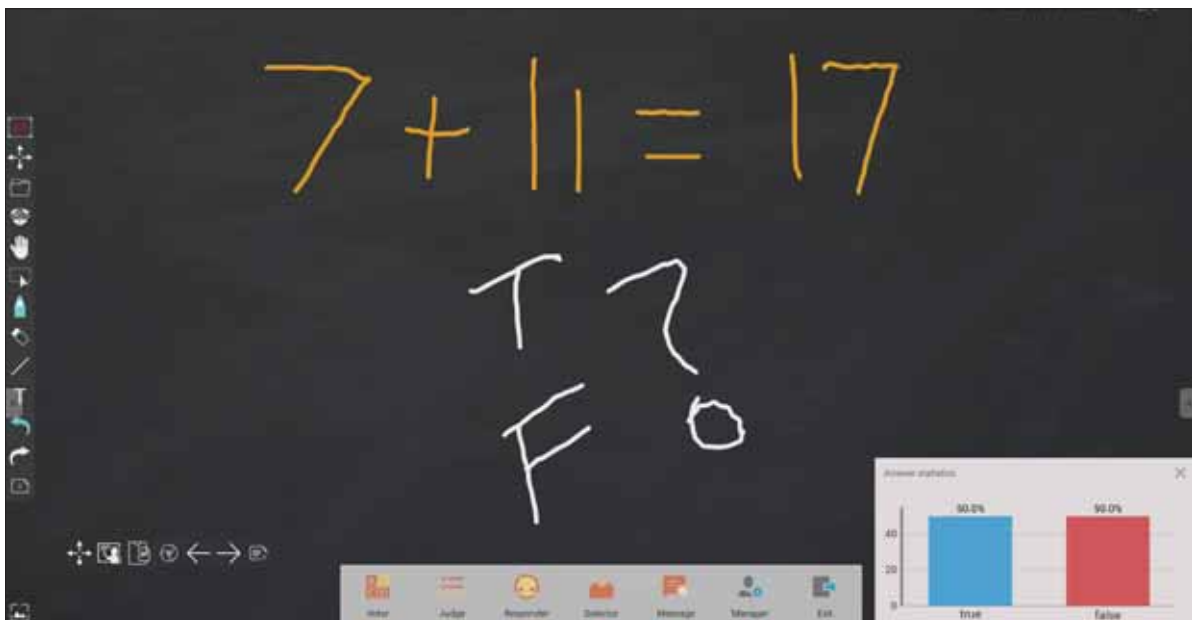 7 + 11 = 17
T ?
F
T
Answer statistics
50.0% 50.0%
40
20
0
true false
Voter Judge Responder Selector Message Manager Exit